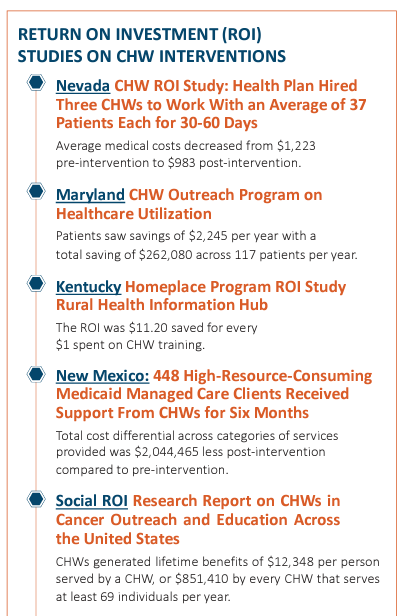 RETURN ON INVESTMENT (ROI)
STUDIES ON CHW INTERVENTIONS
Nevada CHW ROI Study: Health Plan Hired
Three CHWs to Work With an Average of 37
Patients Each for 30-60 Days
Average medical costs decreased from $1,223
pre-intervention to $983 post-intervention.
Maryland CHW Outreach Program on
Healthcare Utilization
Patients saw savings of $2,245 per year with a
total saving of $262,080 across 117 patients per year.
Kentucky Homeplace Program ROI Study
Rural Health Information Hub
The ROI was $11.20 saved for every
$1 spent on CHW training.
New Mexico: 448 High-Resource-Consuming
Medicaid Managed Care Clients Received
Support From CHWs for Six Months
Total cost differential across categories of services
provided was $2,044,465 less post-intervention
compared to pre-intervention.
Social ROI Research Report on CHWs in
Cancer Outreach and Education Across
the United States
CHWs generated lifetime benefits of $12,348 per person
served by a CHW, or $851,410 by every CHW that serves
at least 69 individuals per year.